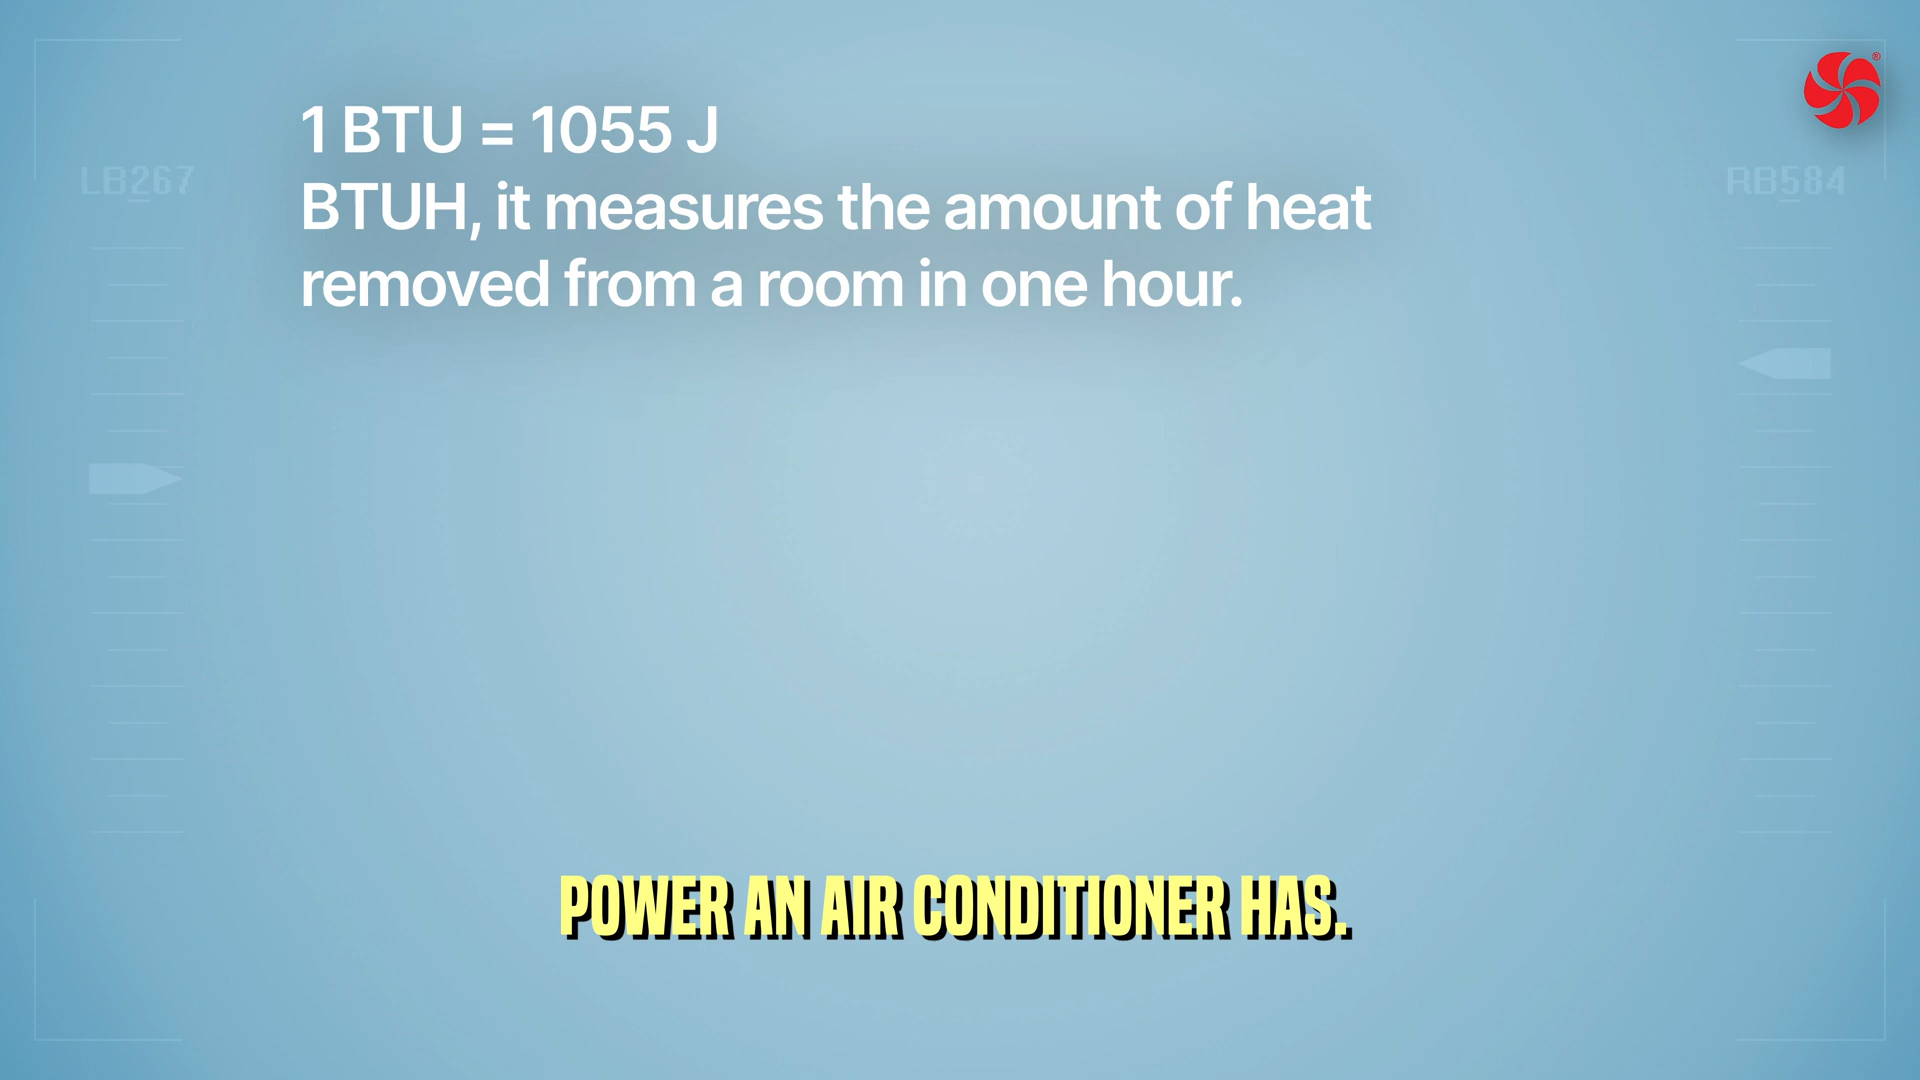 1 BTU = 1055 J
BTUH, it measures the amount of heat
removed from a room in one hour.
LB267
RB584
®
POWER AN AIR CONDITIONER HAS.